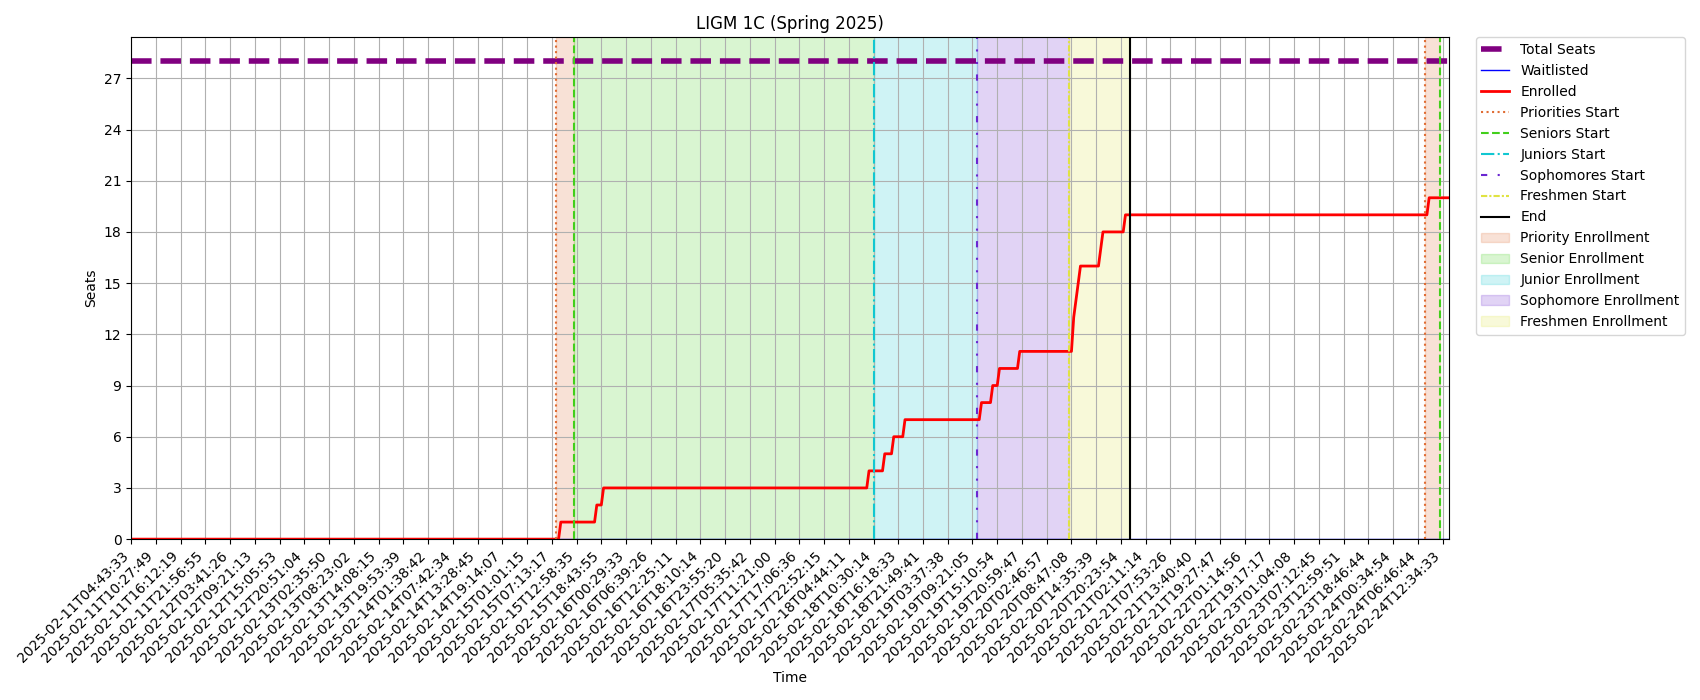 LIGM 1C (Spring 2025)
Seats
27
24
21
18
15
12
9
6
3
0
2025-02-11T04:43:33
2025-02-11T10:27:49
2025-02-11T16:12:19
2025-02-11T21:56:55
2025-02-12T03:41:26
2025-02-12T09:21:13
2025-02-12T15:05:53
2025-02-12T20:51:04
2025-02-13T02:35:50
2025-02-13T08:23:02
2025-02-13T14:08:15
2025-02-13T19:53:39
2025-02-14T01:38:42
2025-02-14T07:42:34
2025-02-14T13:28:45
2025-02-14T19:14:07
2025-02-15T01:01:15
2025-02-15T07:13:17
2025-02-15T12:58:35
2025-02-15T18:43:55
2025-02-16T00:29:33
2025-02-16T06:39:26
2025-02-16T12:25:11
2025-02-16T18:10:14
2025-02-16T23:55:20
2025-02-17T05:35:42
2025-02-17T11:21:00
2025-02-17T17:06:36
2025-02-17T22:52:15
2025-02-18T04:44:11
2025-02-18T10:30:14
2025-02-18T16:18:33
2025-02-18T21:49:41
2025-02-19T03:37:38
2025-02-19T09:21:05
2025-02-19T15:10:54
2025-02-19T20:59:47
2025-02-20T02:46:57
2025-02-20T08:47:08
2025-02-20T14:35:39
2025-02-20T20:23:54
2025-02-21T02:11:14
2025-02-21T07:53:26
2025-02-21T13:40:40
2025-02-21T19:27:47
2025-02-22T01:14:56
2025-02-22T19:17:17
2025-02-23T01:04:08
2025-02-23T07:12:45
2025-02-23T12:59:51
2025-02-23T18:46:44
2025-02-24T00:34:54
2025-02-24T06:46:44
2025-02-24T12:34:33
Time
Total Seats
Waitlisted
Enrolled
Priorities Start
Seniors Start
Juniors Start
Sophomores Start
Freshmen Start
End
Priority Enrollment
Senior Enrollment
Junior Enrollment
Sophomore Enrollment
Freshmen Enrollment